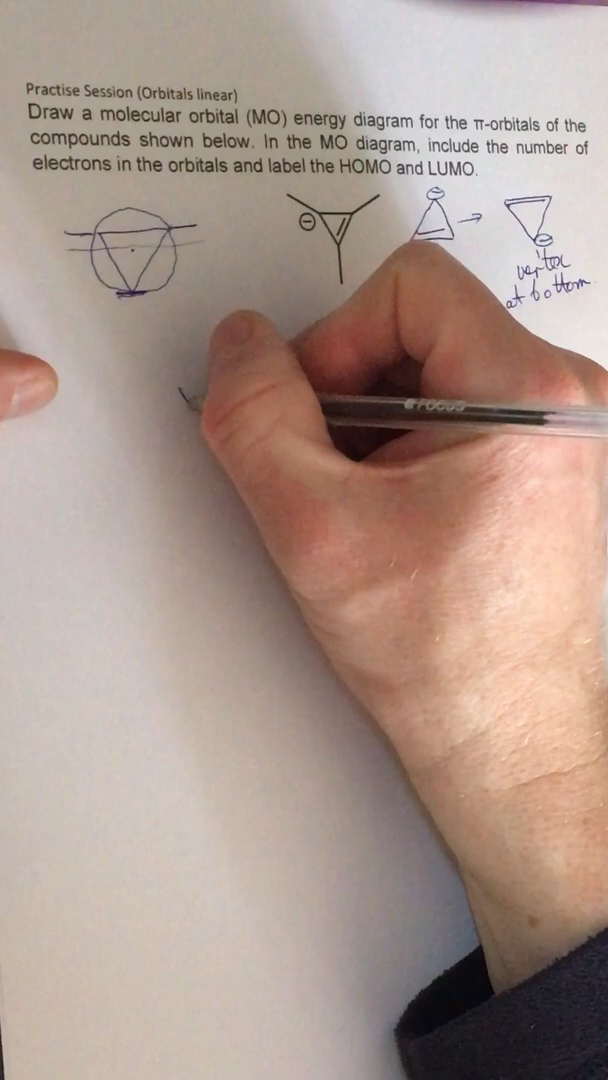 Practise Session (Orbitals linear)
Draw a molecular orbital (MO) energy diagram for the π-orbitals of the
compounds shown below. In the MO diagram, include the number of
electrons in the orbitals and label the HOMO and LUMO.
⊖
⊖
⊖
vertex
at bottom.
FOCUS